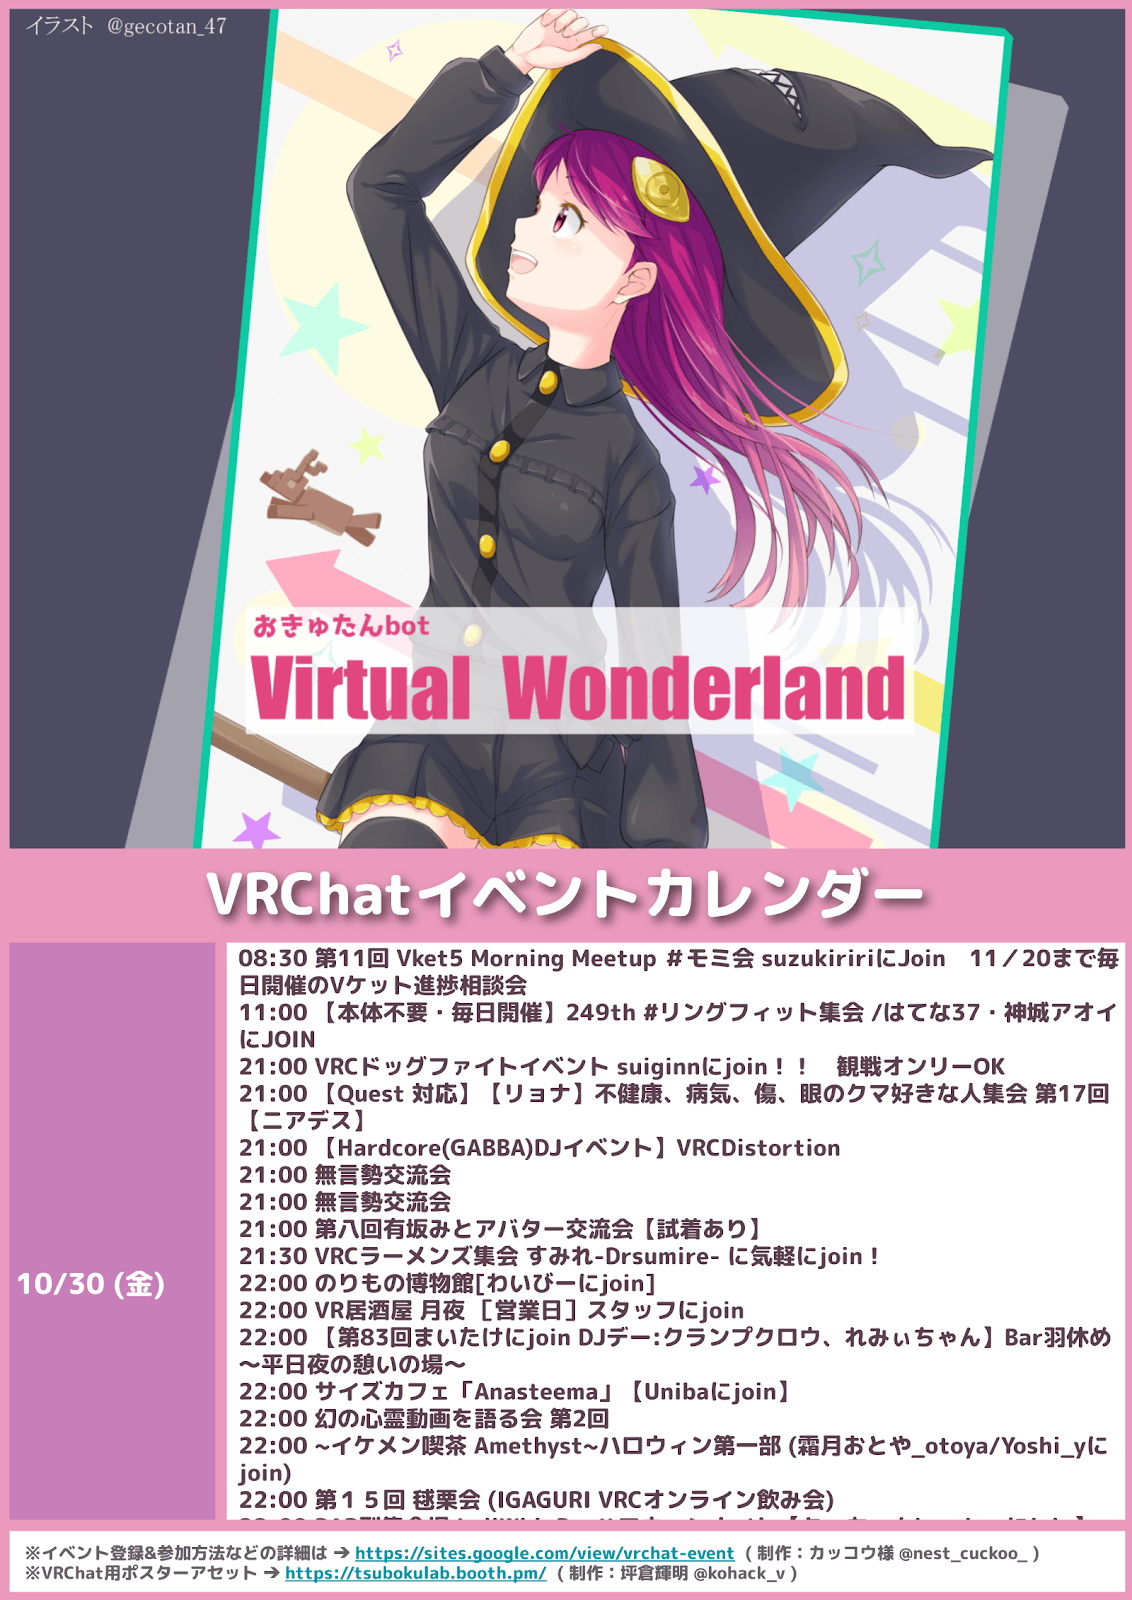 イラスト @gecotan_47
おきゅたんbot
Virtual Wonderland
VRChatイベントカレンダー
10/30 (金)
08:30 第11回 Vket5 Morning Meetup ＃モミ会 suzukiririにJoin　11／20まで毎
日開催のVケット進捗相談会
11:00 【本体不要・毎日開催】249th #リングフィット集会 /はてな37・神城アオイ
にJOIN
21:00 VRCドッグファイトイベント suiginnにjoin！！　観戦オンリーOK
21:00 【Quest 対応】【リョナ】不健康、病気、傷、眼のクマ好きな人集会 第17回
【ニアデス】
21:00 【Hardcore(GABBA)DJイベント】VRCDistortion
21:00 無言勢交流会
21:00 無言勢交流会
21:00 第八回有坂みとアバター交流会【試着あり】
21:30 VRCラーメンズ集会 すみれ-Drsumire- に気軽にjoin！
22:00 のりもの博物館[わいびーにjoin]
22:00 VR居酒屋 月夜 ［営業日］スタッフにjoin
22:00 【第83回まいたけにjoin DJデー:クランプクロウ、れみぃちゃん】Bar羽休め
～平日夜の憩いの場～
22:00 サイズカフェ「Anasteema」【Unibaにjoin】
22:00 幻の心霊動画を語る会 第2回
22:00 ~イケメン喫茶 Amethyst~ハロウィン第一部 (霜月おとや_otoya/Yoshi_yに
join)
22:00 第１５回 毬栗会 (IGAGURI VRCオンライン飲み会)
※イベント登録&参加方法などの詳細は ➔ https://sites.google.com/view/vrchat-event ( 制作：カッコウ様 @nest_cuckoo_ )
※VRChat用ポスターアセット ➔ https://tsubokulab.booth.pm/ ( 制作：坪倉輝明 @kohack_v )